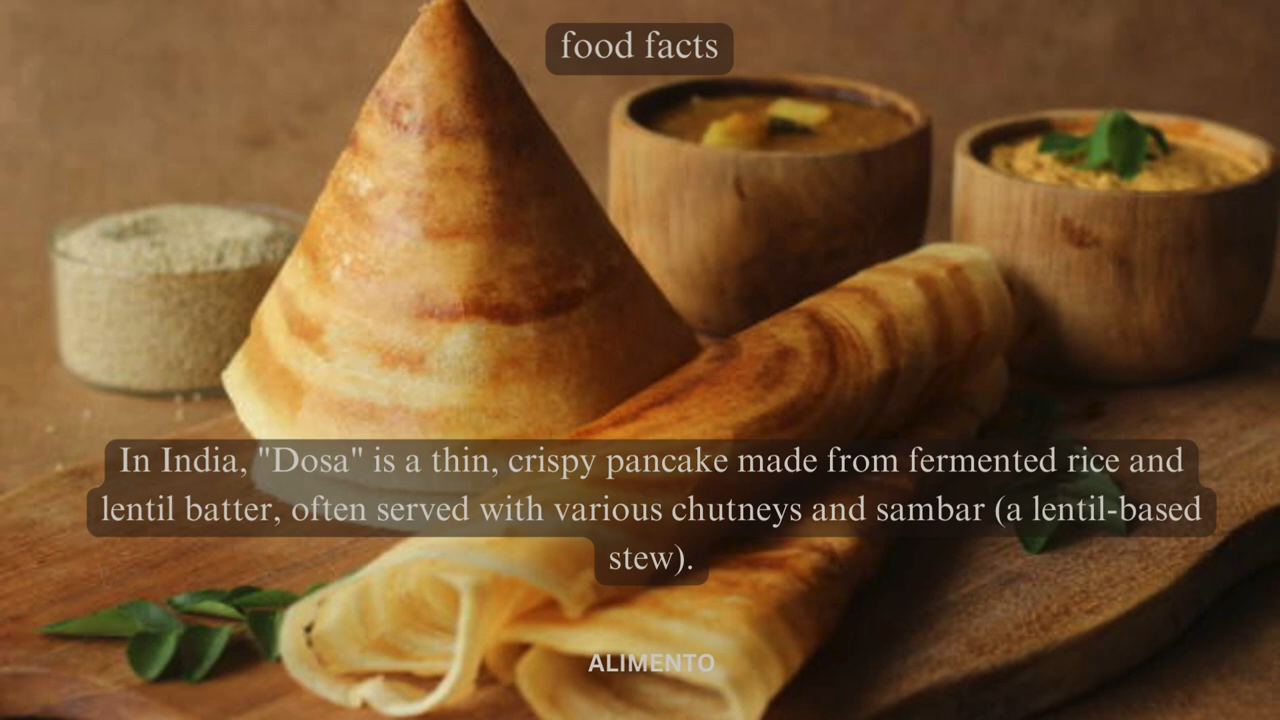 food facts
In India, "Dosa" is a thin, crispy pancake made from fermented rice and
lentil batter, often served with various chutneys and sambar (a lentil-based
stew).
ALIMENTO